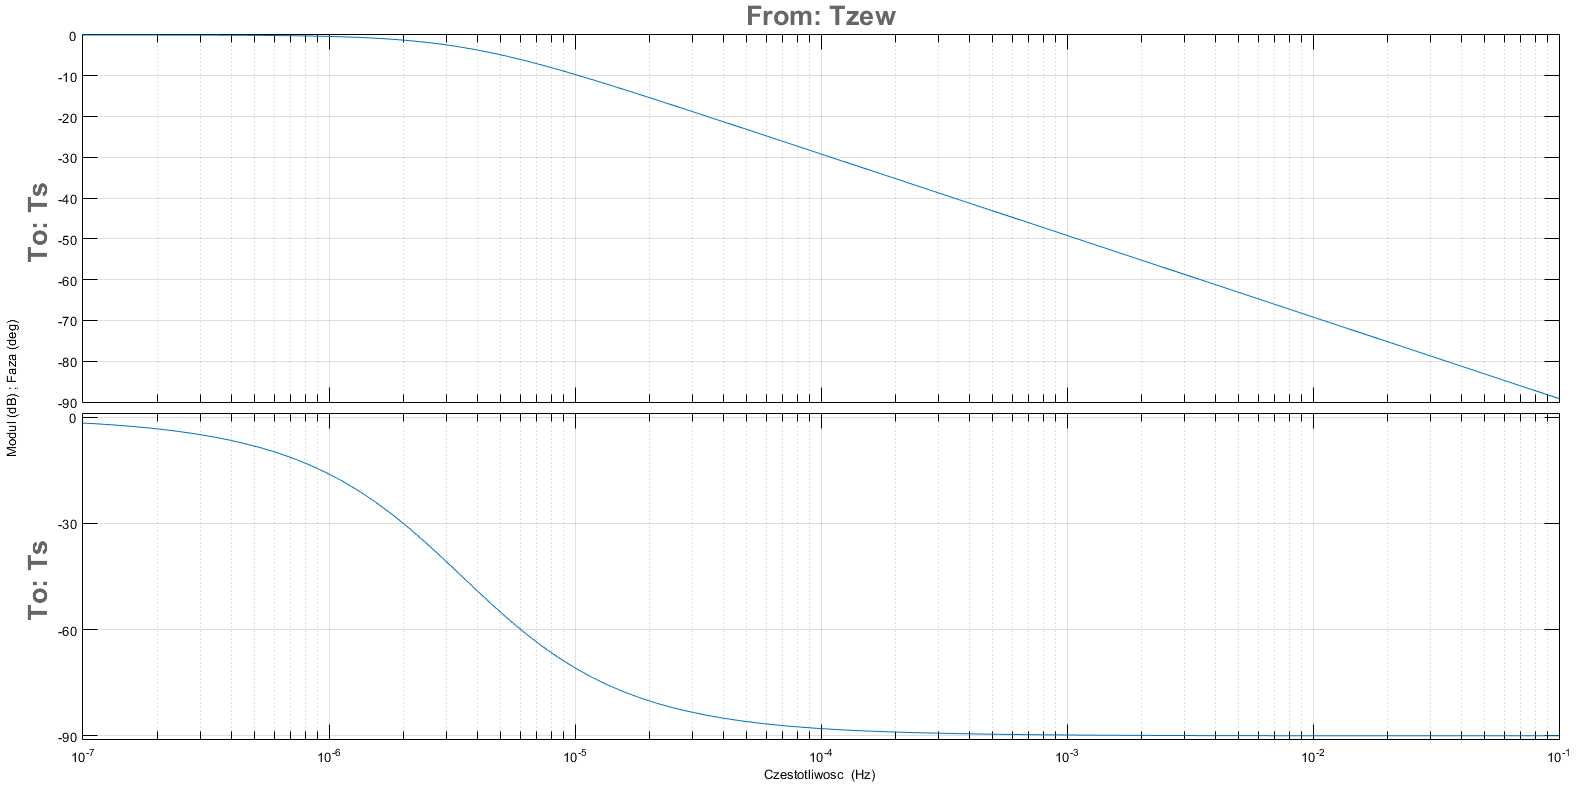 From: Tzew
0
-10
-20
-30
-40
-50
-60
-70
-80
-90
To: Ts
Modul (dB) ; Faza (deg)
0
-30
-60
-90
To: Ts
10^-7 10^-6 10^-5 10^-4 10^-3 10^-2 10^-1
Czestotliwosc (Hz)